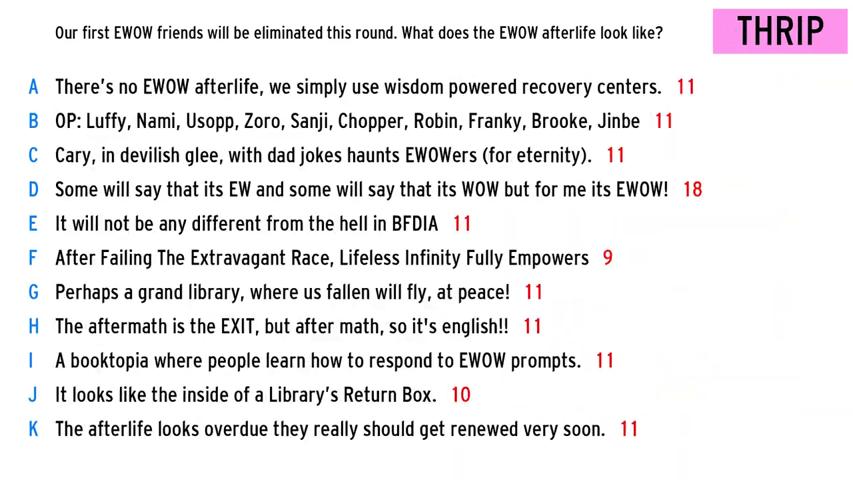 Our first EWOW friends will be eliminated this round. What does the EWOW afterlife look like?
THRIP
A There's no EWOW afterlife, we simply use wisdom powered recovery centers. 11
B OP: Luffy, Nami, Usopp, Zoro, Sanji, Chopper, Robin, Franky, Brooke, Jinbe 11
C Cary, in devilish glee, with dad jokes haunts EWOWers (for eternity). 11
D Some will say that its EW and some will say that its WOW but for me its EWOW! 18
E It will not be any different from the hell in BFDIA 11
F After Failing The Extravagant Race, Lifeless Infinity Fully Empowers 9
G Perhaps a grand library, where us fallen will fly, at peace! 11
H The aftermath is the EXIT, but after math, so it's english!! 11
I A booktopia where people learn how to respond to EWOW prompts. 11
J It looks like the inside of a Library's Return Box. 10
K The afterlife looks overdue they really should get renewed very soon. 11